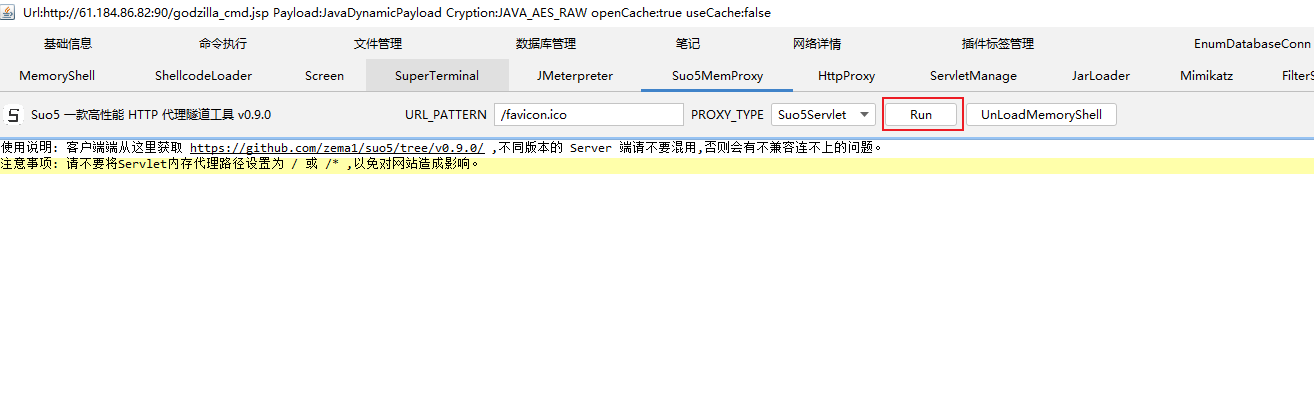 Url:http://61.184.86.82:90/godzilla_cmd.jsp Payload:JavaDynamicPayload Cryption:JAVA_AES_RAW openCache:true useCache:false
基础信息 命令执行 文件管理 数据库管理 笔记 网络详情 插件标签管理 EnumDatabaseConn
MemoryShell ShellcodeLoader Screen SuperTerminal JMeterpreter Suo5MemProxy HttpProxy ServletManage JarLoader Mimikatz FilterS
Suo5 一款高性能 HTTP 代理隧道工具 v0.9.0 URL_PATTERN /favicon.ico PROXY_TYPE Suo5Servlet Run UnLoadMemoryShell
使用说明: 客户端端从这里获取 https://github.com/zema1/suo5/tree/v0.9.0/ ,不同版本的 Server 端请不要混用,否则会有不兼容连不上的问题。
注意事项: 请不要将Servlet内存代理路径设置为 / 或 /* ,以免对网站造成影响。